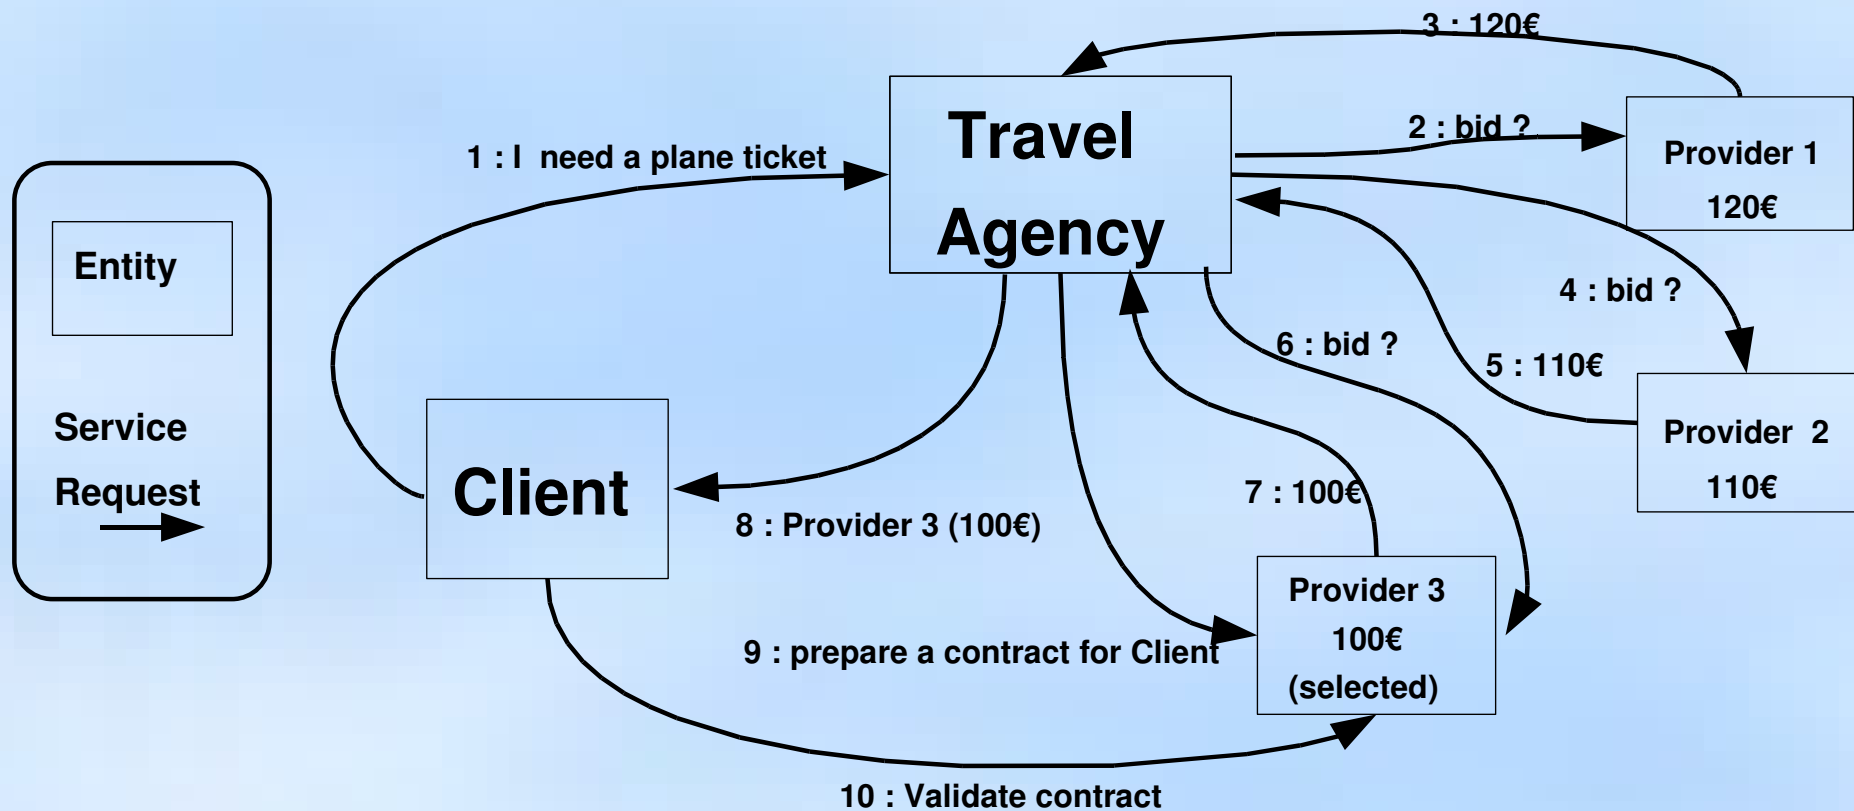 Entity
Service
Request
1 : I need a plane ticket
Travel
Agency
3 : 120€
2 : bid ?
Provider 1
120€
4 : bid ?
5 : 110€
Provider 2
110€
6 : bid ?
7 : 100€
Client
8 : Provider 3 (100€)
Provider 3
100€
(selected)
9 : prepare a contract for Client
10 : Validate contract